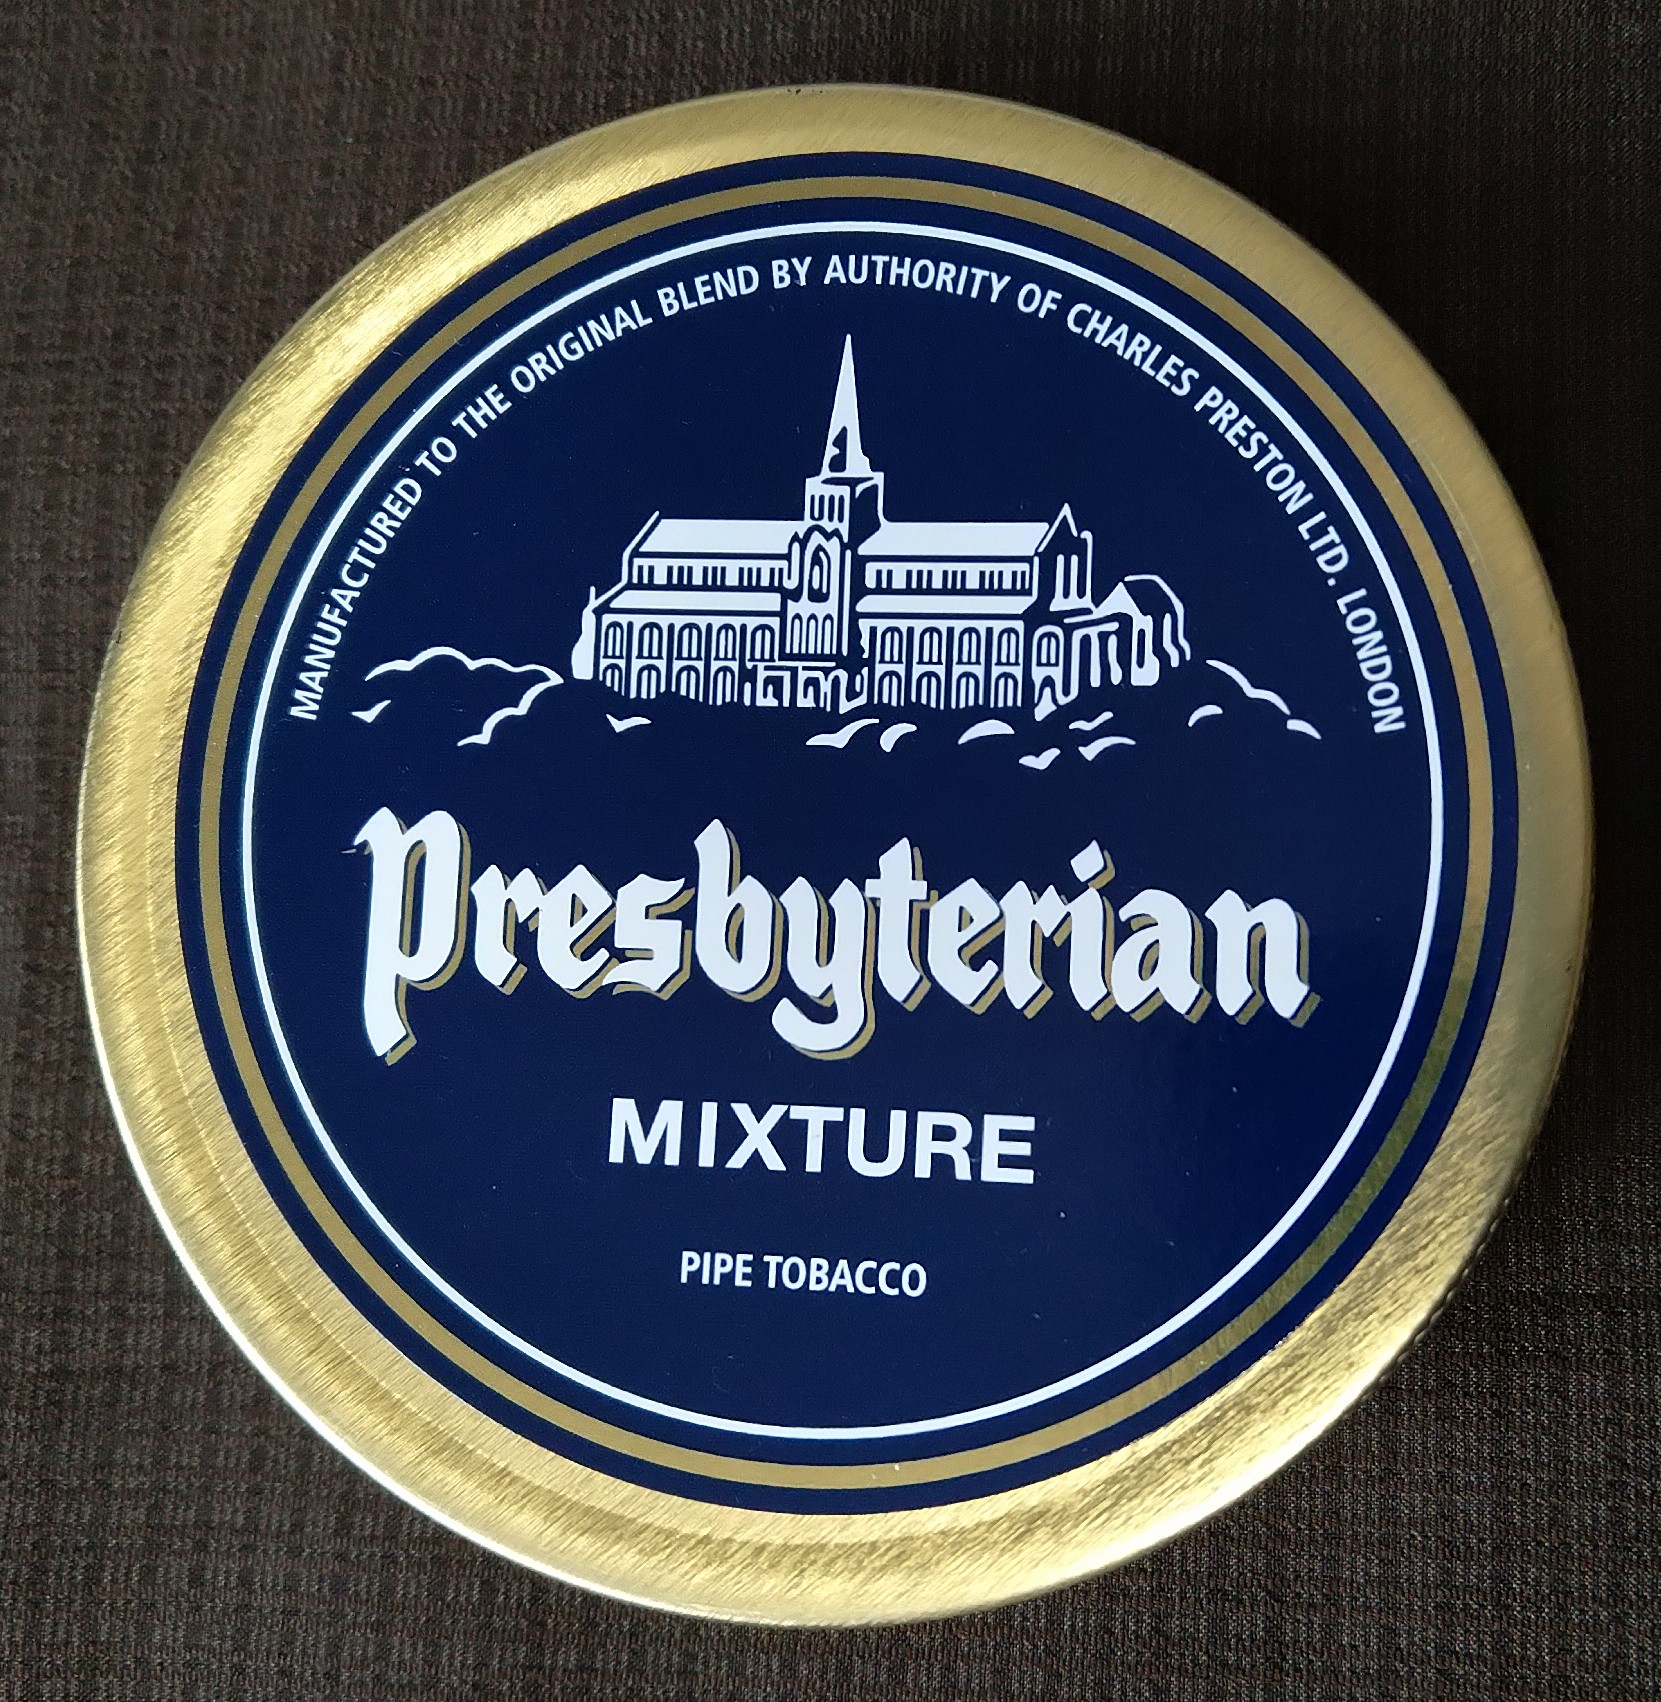 MANUFACTURED TO THE ORIGINAL BLEND BY AUTHORITY OF CHARLES PRESTON LTD. LONDON
Presbyterian
MIXTURE
PIPE TOBACCO